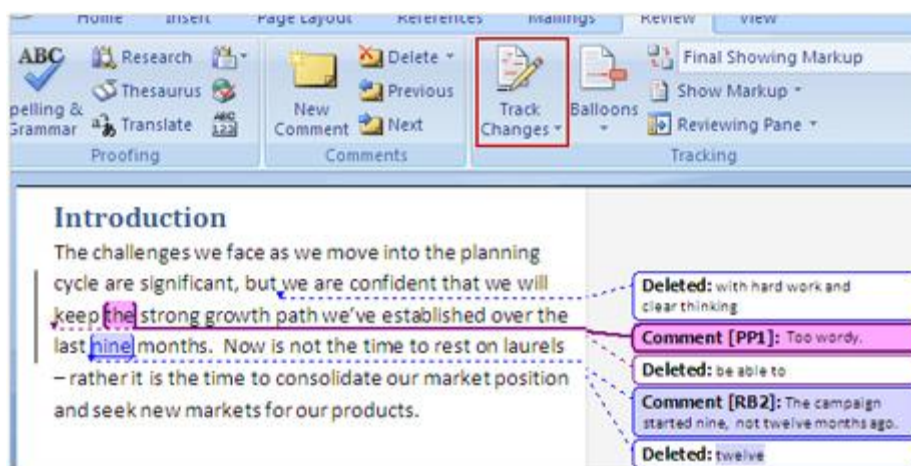 Home Insert Page Layout References Mailings Review View
ABC Research Delete Final Showing Markup
Thesaurus Previous Show Markup
pelling & Grammar Translate ABC 123 New Comment Next Track Changes Balloons Reviewing Pane
Proofing Comments Tracking
Introduction
The challenges we face as we move into the planning
cycle are significant, but we are confident that we will
keep the strong growth path we've established over the
last nine months. Now is not the time to rest on laurels
– rather it is the time to consolidate our market position
and seek new markets for our products.
Deleted: with hard work and
clear thinking
Comment [PP1]: Too wordy.
Deleted: be able to
Comment [RB2]: The campaign
started nine, not twelve months ago.
Deleted: twelve